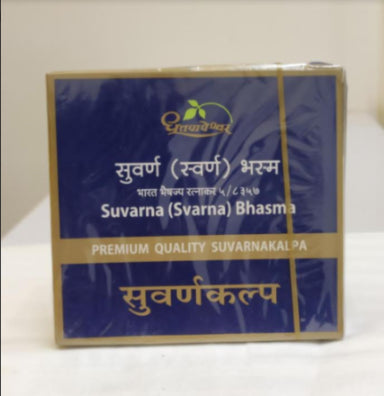 धूतपापेश्वर
सुवर्ण (स्वर्ण) भस्म
भारत भैषज्य रत्नाकर ५/८३५७
Suvarna (Svarna) Bhasma
PREMIUM QUALITY SUVARNAKALPA
सुवर्णकल्प